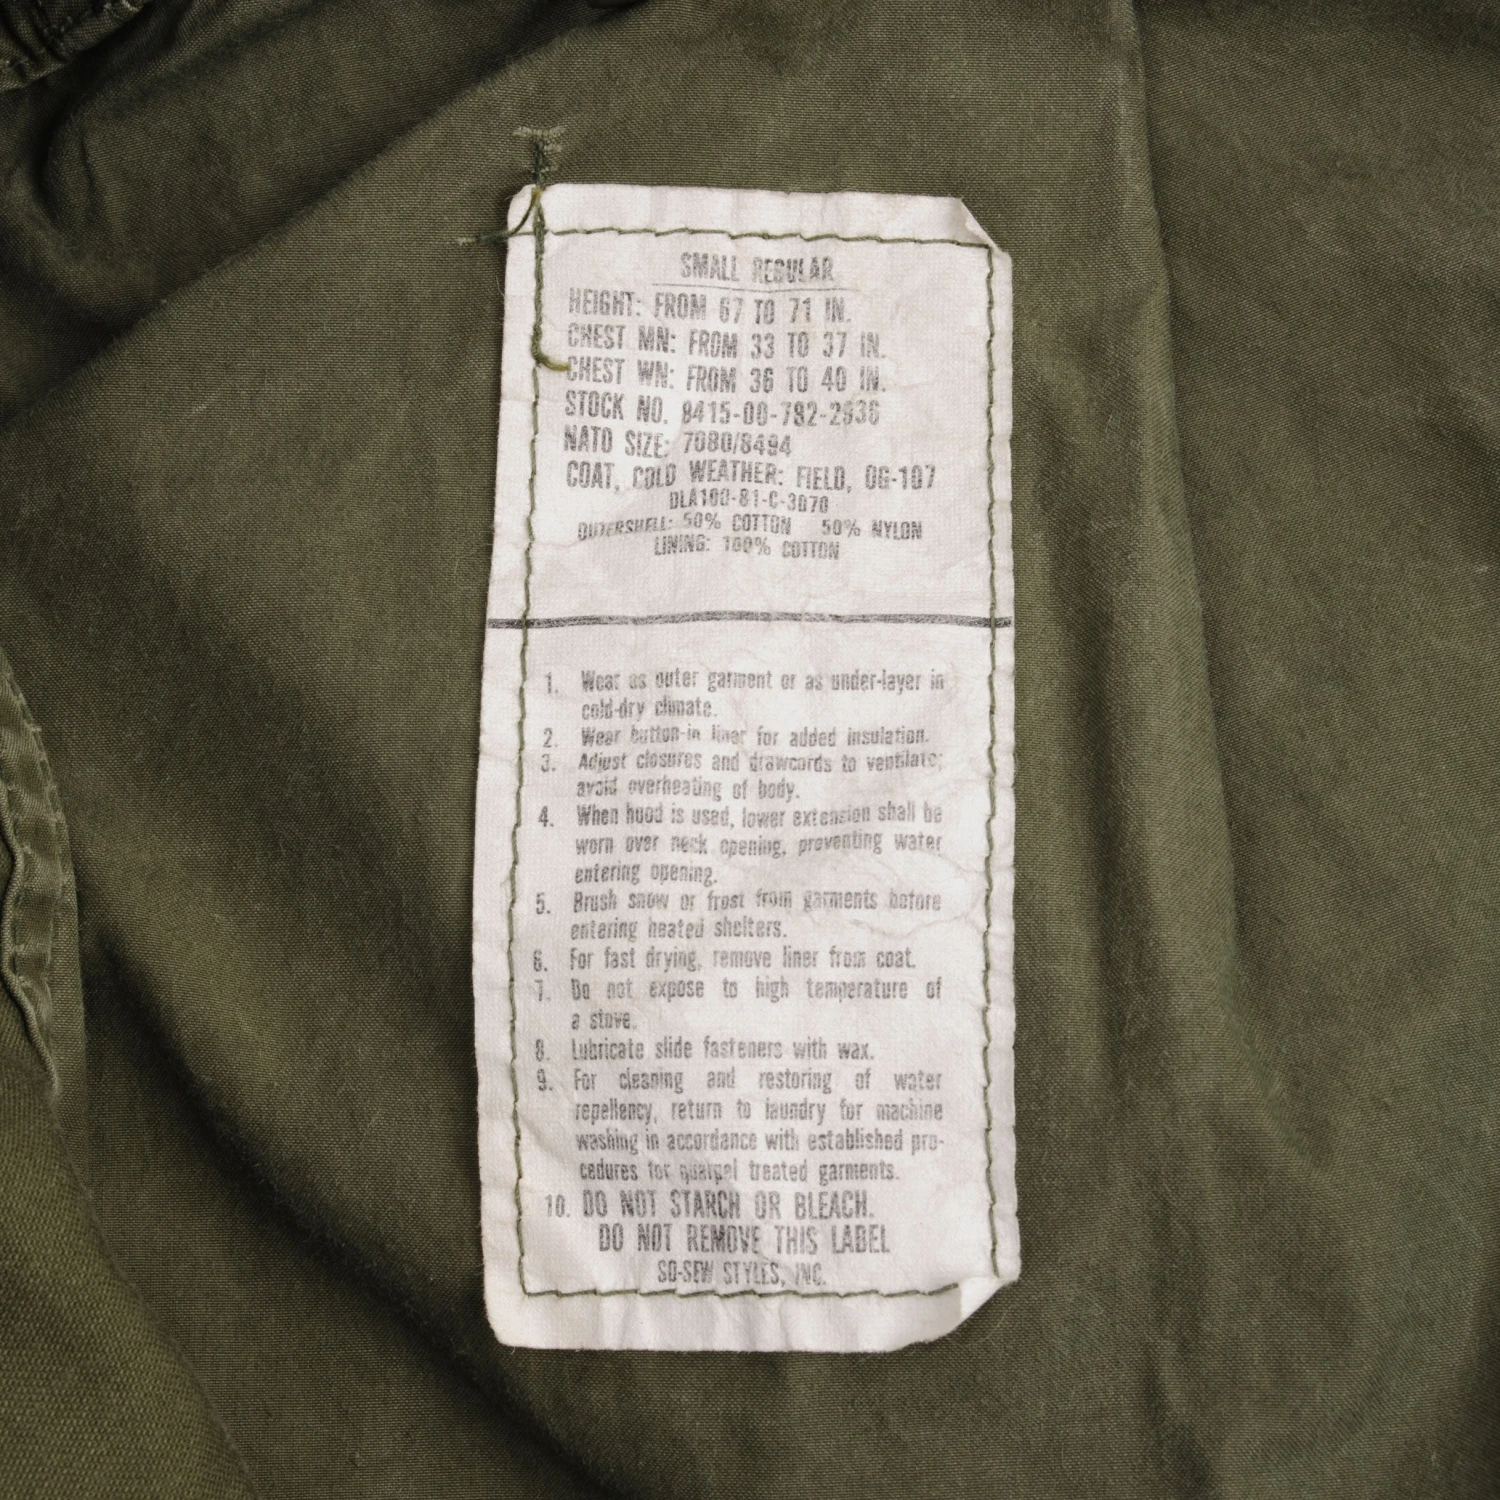 SMALL REGULAR
HEIGHT: FROM 67 TO 71 IN.
CHEST MN: FROM 33 TO 37 IN.
CHEST WN: FROM 36 TO 40 IN.
STOCK NO. 8415-00-782-2936
NATO SIZE: 7080/8494
COAT, COLD WEATHER: FIELD, OG-107
DLA100-81-C-3070
OUTERSHELL: 50% COTTON 50% NYLON
LINING: 100% COTTON
1. Wear as outer garment or as under-layer in
cold-dry climate.
2. Wear button-in liner for added insulation.
3. Adjust closures and drawcords to ventilate;
avoid overheating of body.
4. When hood is used, lower extension shall be
worn over neck opening, preventing water
entering opening.
5. Brush snow or frost from garments before
entering heated shelters.
6. For fast drying, remove liner from coat.
7. Do not expose to high temperature of
a stove.
8. Lubricate slide fasteners with wax.
9. For cleaning and restoring of water
repellency, return to laundry for machine
washing in accordance with established pro-
cedures for quarpel treated garments.
10. DO NOT STARCH OR BLEACH.
DO NOT REMOVE THIS LABEL
SO-SEW STYLES, INC.